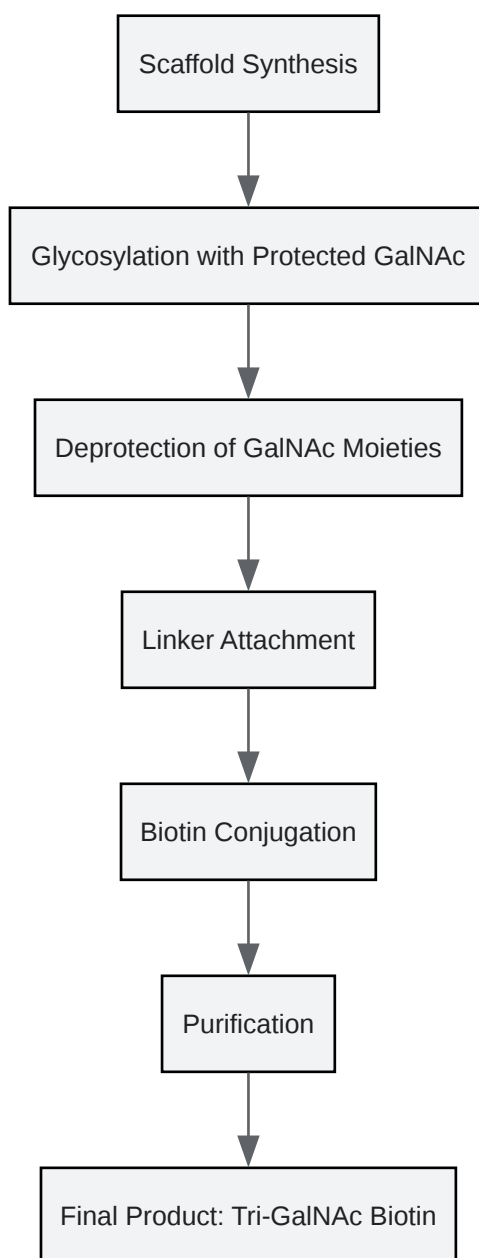 Scaffold Synthesis
Glycosylation with Protected GalNAc
Deprotection of GalNAc Moieties
Linker Attachment
Biotin Conjugation
Purification
Final Product: Tri-GalNAc Biotin